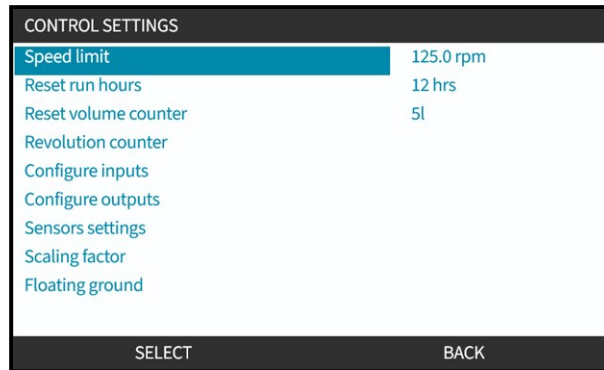 CONTROL SETTINGS
Speed limit 125.0 rpm
Reset run hours 12 hrs
Reset volume counter 5l
Revolution counter
Configure inputs
Configure outputs
Sensors settings
Scaling factor
Floating ground
SELECT BACK